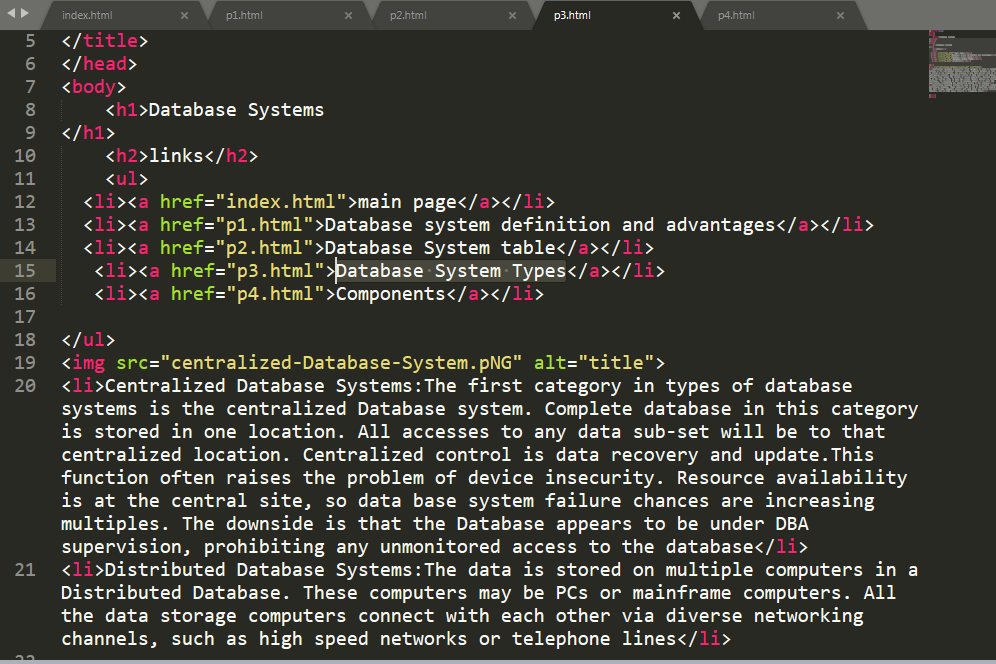 index.html × p1.html × p2.html × p3.html × p4.html ×
5 </title>
6 </head>
7 <body>
8 <h1>Database Systems
9 </h1>
10 <h2>links</h2>
11 <ul>
12 <li><a href="index.html">main page</a></li>
13 <li><a href="p1.html">Database system definition and advantages</a></li>
14 <li><a href="p2.html">Database System table</a></li>
15 <li><a href="p3.html">Database System Types</a></li>
16 <li><a href="p4.html">Components</a></li>
17
18 </ul>
19 <img src="centralized-Database-System.pNG" alt="title">
20 <li>Centralized Database Systems:The first category in types of database
systems is the centralized Database system. Complete database in this category
is stored in one location. All accesses to any data sub-set will be to that
centralized location. Centralized control is data recovery and update.This
function often raises the problem of device insecurity. Resource availability
is at the central site, so data base system failure chances are increasing
multiples. The downside is that the Database appears to be under DBA
supervision, prohibiting any unmonitored access to the database</li>
21 <li>Distributed Database Systems:The data is stored on multiple computers in a
Distributed Database. These computers may be PCs or mainframe computers. All
the data storage computers connect with each other via diverse networking
channels, such as high speed networks or telephone lines</li>